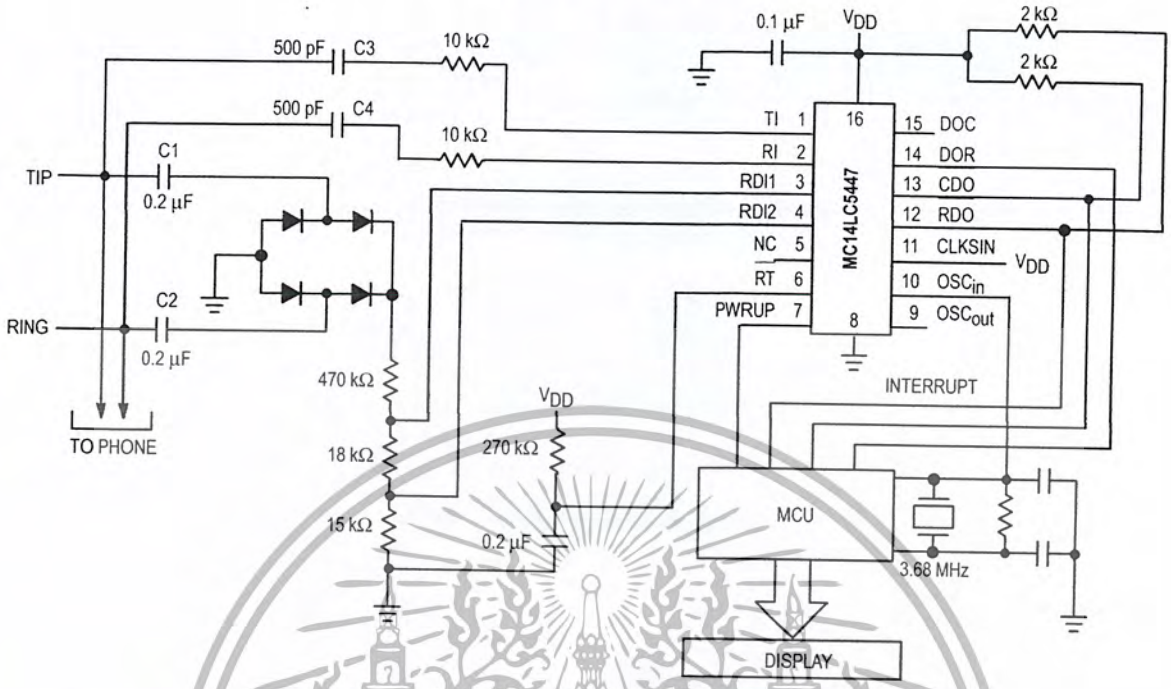 0.1 µF
VDD
2 kΩ
2 kΩ
500 pF C3
10 kΩ
500 pF C4
10 kΩ
TIP
C1
0.2 µF
RING
C2
0.2 µF
TO PHONE
470 kΩ
18 kΩ
15 kΩ
VDD
270 kΩ
0.2 µF
TI 1
RI 2
RDI1 3
RDI2 4
NC 5
RT 6
PWRUP 7
MC14LC5447
16
8
15 DOC
14 DOR
13 CDO
12 RDO
11 CLKSIN
VDD
10 OSCin
9 OSCout
INTERRUPT
MCU
3.68 MHz
DISPLAY